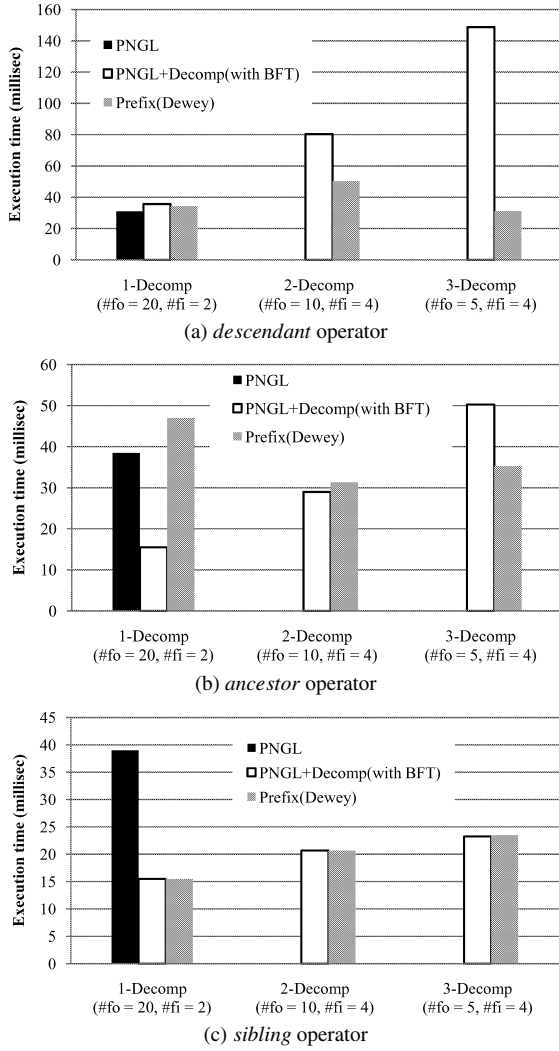 160
140
120
100
80
60
40
20
0
Execution time (millisec)
PNGL
PNGL+Decomp(with BFT)
Prefix(Dewey)
1-Decomp 2-Decomp 3-Decomp
(#fo = 20, #fi = 2) (#fo = 10, #fi = 4) (#fo = 5, #fi = 4)
(a) descendant operator
60
50
40
30
20
10
0
Execution time (millisec)
PNGL
PNGL+Decomp(with BFT)
Prefix(Dewey)
1-Decomp 2-Decomp 3-Decomp
(#fo = 20, #fi = 2) (#fo = 10, #fi = 4) (#fo = 5, #fi = 4)
(b) ancestor operator
45
40
35
30
25
20
15
10
5
0
Execution time (millisec)
PNGL
PNGL+Decomp(with BFT)
Prefix(Dewey)
1-Decomp 2-Decomp 3-Decomp
(#fo = 20, #fi = 2) (#fo = 10, #fi = 4) (#fo = 5, #fi = 4)
(c) sibling operator